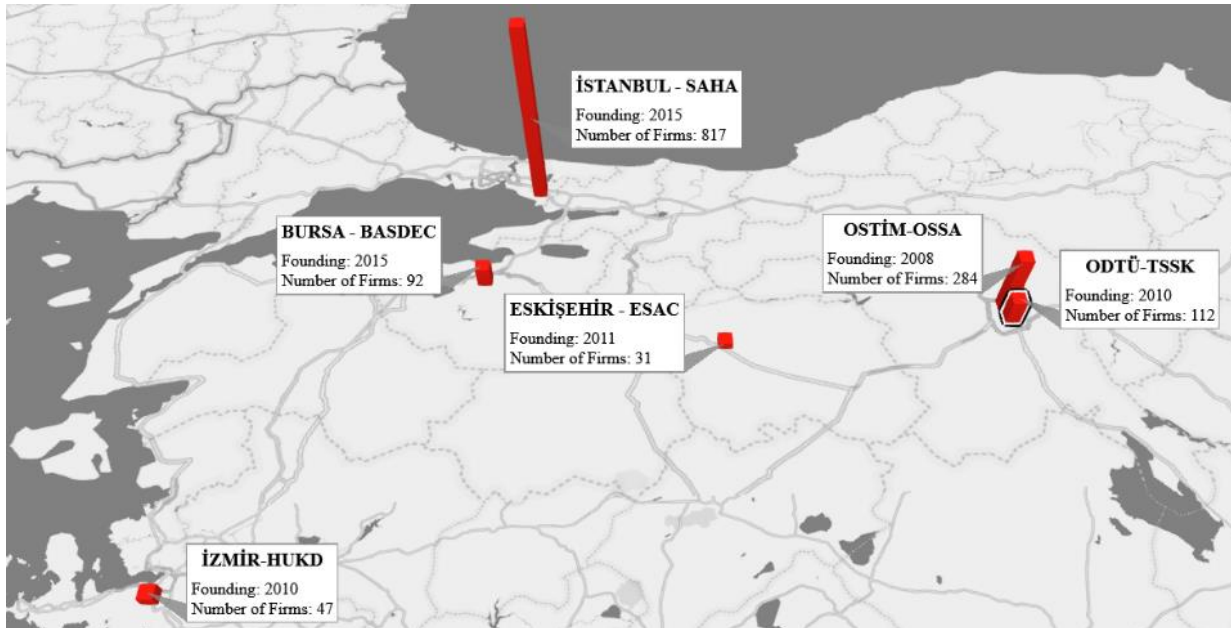 İSTANBUL - SAHA
Founding: 2015
Number of Firms: 817
BURSA - BASDEC
Founding: 2015
Number of Firms: 92
OSTİM-OSSA
Founding: 2008
Number of Firms: 284
ODTÜ-TSSK
Founding: 2010
Number of Firms: 112
ESKİŞEHİR - ESAC
Founding: 2011
Number of Firms: 31
İZMİR-HUKD
Founding: 2010
Number of Firms: 47